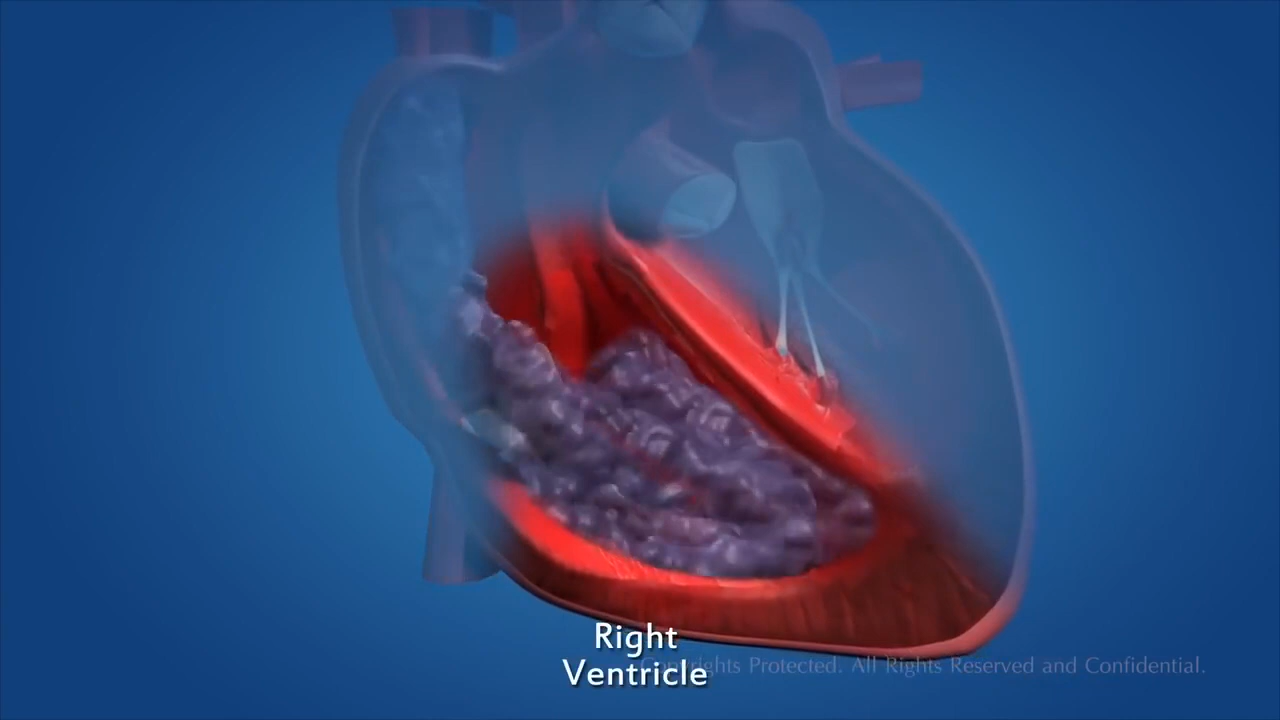 Right
Ventricle
rights Protected. All Rights Reserved and Confidential.